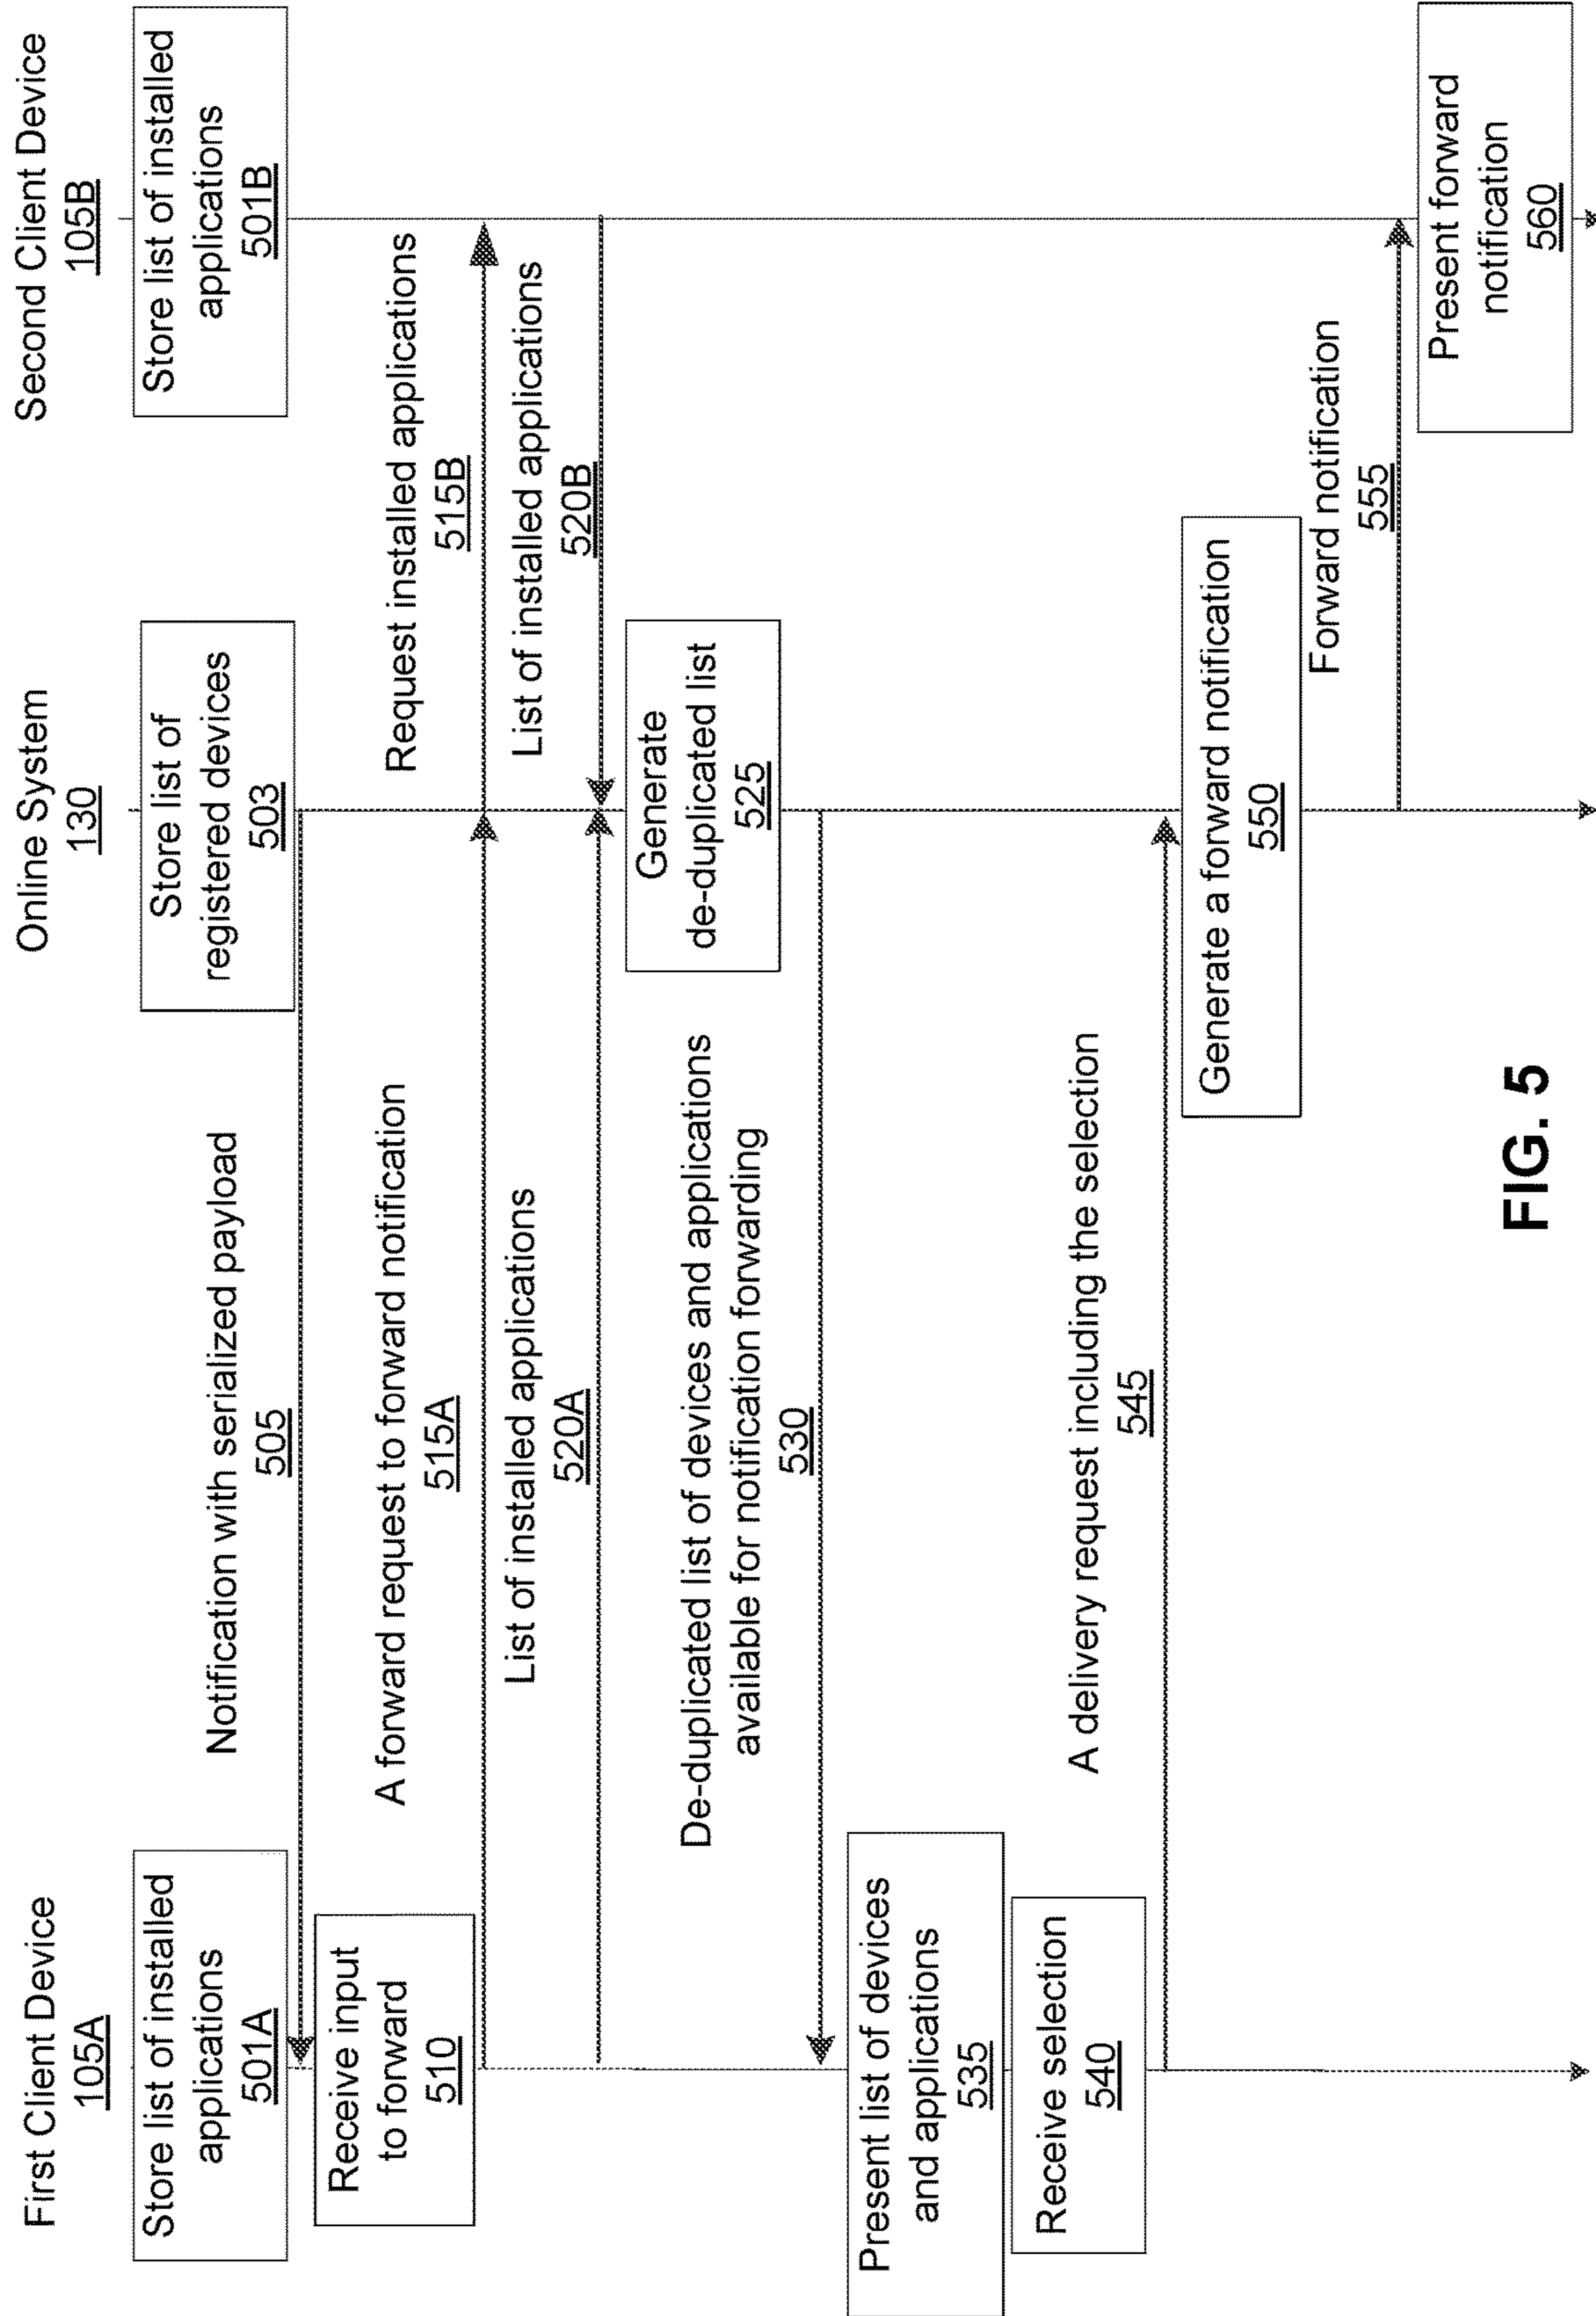 First Client Device
105A
Online System
130
Second Client Device
105B
Store list of installed
applications
501A
Store list of
registered devices
503
Store list of installed
applications
501B
Notification with serialized payload
505
Receive input
to forward
510
A forward request to forward notification
515A
Request installed applications
515B
List of installed applications
520A
List of installed applications
520B
Generate
de-duplicated list
525
De-duplicated list of devices and applications
available for notification forwarding
530
Present list of devices
and applications
535
Receive selection
540
A delivery request including the selection
545
Generate a forward notification
550
Forward notification
555
Present forward
notification
560
FIG. 5